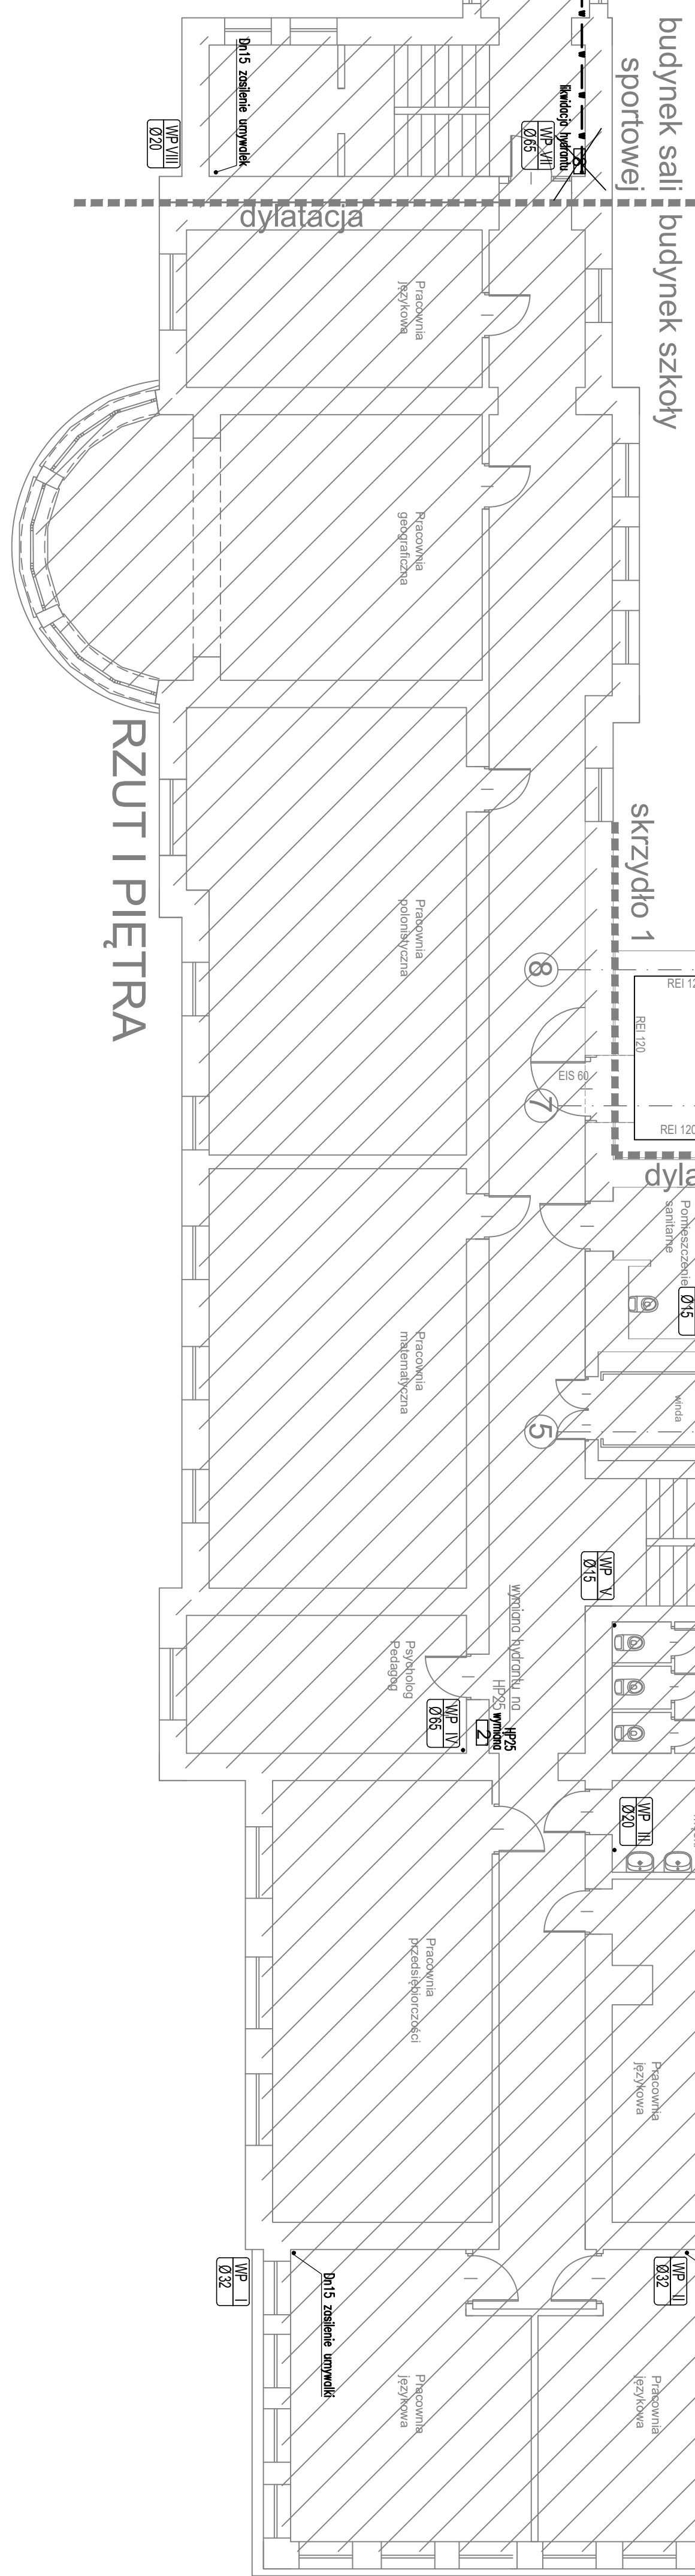 budynek sali
sportowej
budynek szkoły
likwidacja hydrantu
WP VII
Ø65
Dn15 zasilenie umywalek
WP VIII
Ø20
dylatacja
Pracownia
językowa
Pracownia
geograficzna
RZUT I PIĘTRA
Pracownia
polonistyczna
skrzydło 1
8
REI 12
REI 120
EIS 60
7
REI 120
dyla
Pomieszczenie
sanitarne
Ø15
winda
5
Pracownia
matematyczna
WP V
Ø15
wymiana hydrantu na
HP25
HP25
wymiana
2
Psycholog
Pedagog
WP IV
Ø65
WP III
Ø20
Pracownia
przedsiębiorczości
Pracownia
językowa
WP II
Ø32
WP I
Ø32
Dn15 zasilenie umywalki
Pracownia
językowa
Pracownia
językowa